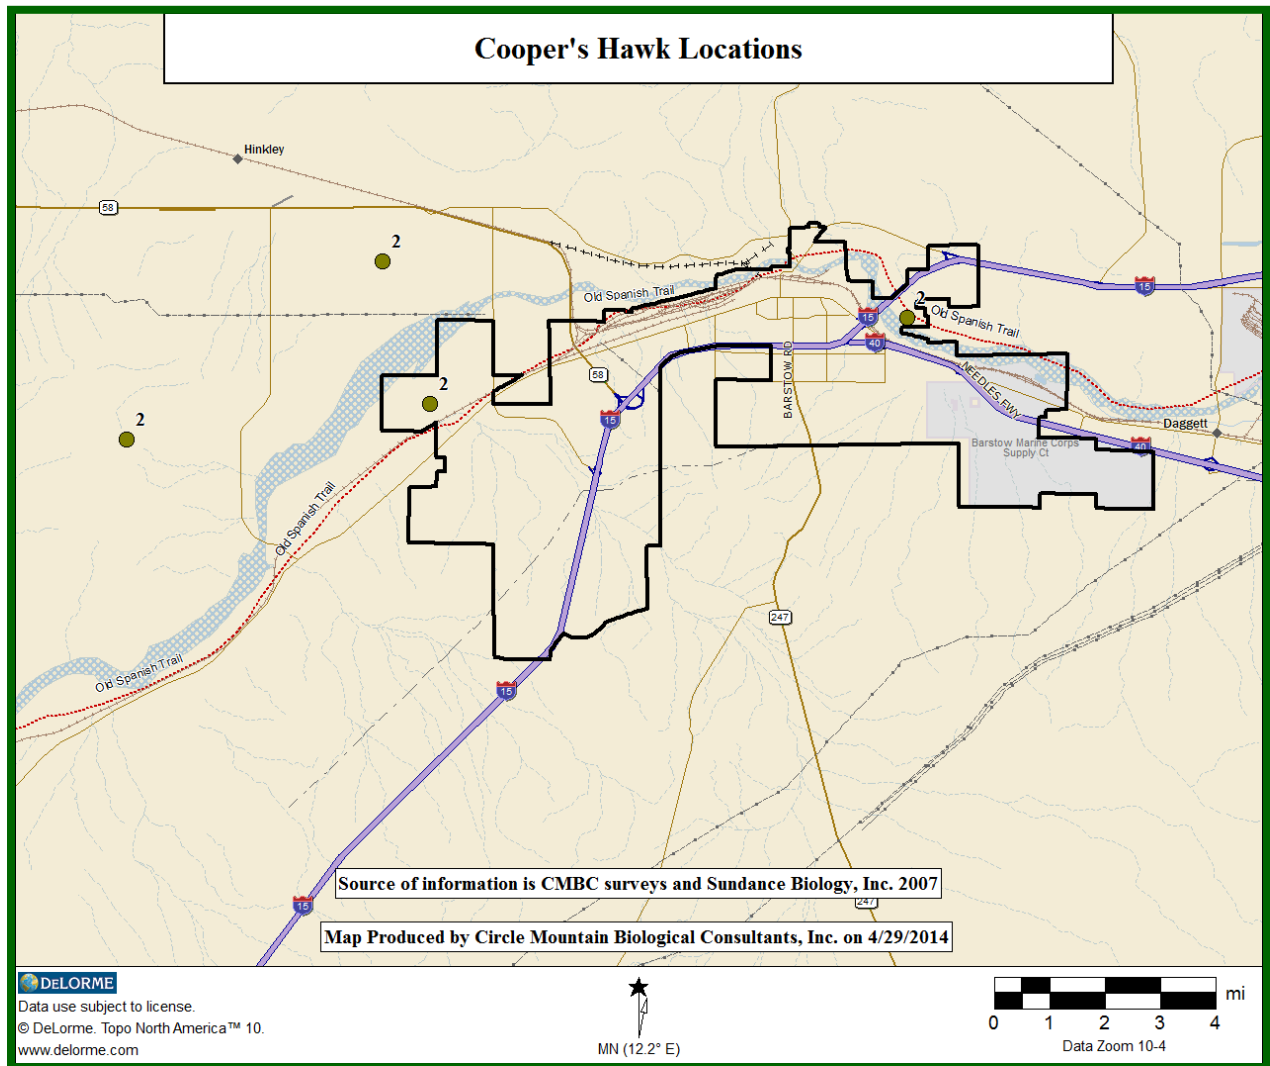 Cooper's Hawk Locations
Hinkley
58
2
2
Old Spanish Trail
15
2
15
Old Spanish Trail
40
58
BARSTOW RD
NEEDLES FWY
2
2
15
Daggett
Barstow Marine Corps
Supply Ct
40
Old Spanish Trail
247
Old Spanish Trail
15
Source of information is CMBC surveys and Sundance Biology, Inc. 2007
15
247
Map Produced by Circle Mountain Biological Consultants, Inc. on 4/29/2014
DELORME
Data use subject to license.
© DeLorme. Topo North America™ 10.
www.delorme.com
MN (12.2° E)
mi
0 1 2 3 4
Data Zoom 10-4